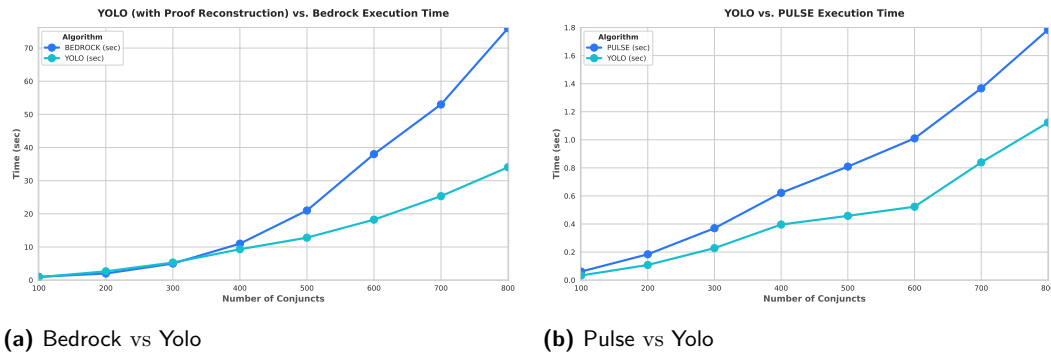 YOLO (with Proof Reconstruction) vs. Bedrock Execution Time
Algorithm
BEDROCK (sec)
YOLO (sec)
Time (sec)
70
60
50
40
30
20
10
0
100 200 300 400 500 600 700 800
Number of Conjuncts
(a) Bedrock vs Yolo
YOLO vs. PULSE Execution Time
Algorithm
PULSE (sec)
YOLO (sec)
Time (sec)
1.8
1.6
1.4
1.2
1.0
0.8
0.6
0.4
0.2
0.0
100 200 300 400 500 600 700 80
Number of Conjuncts
(b) Pulse vs Yolo